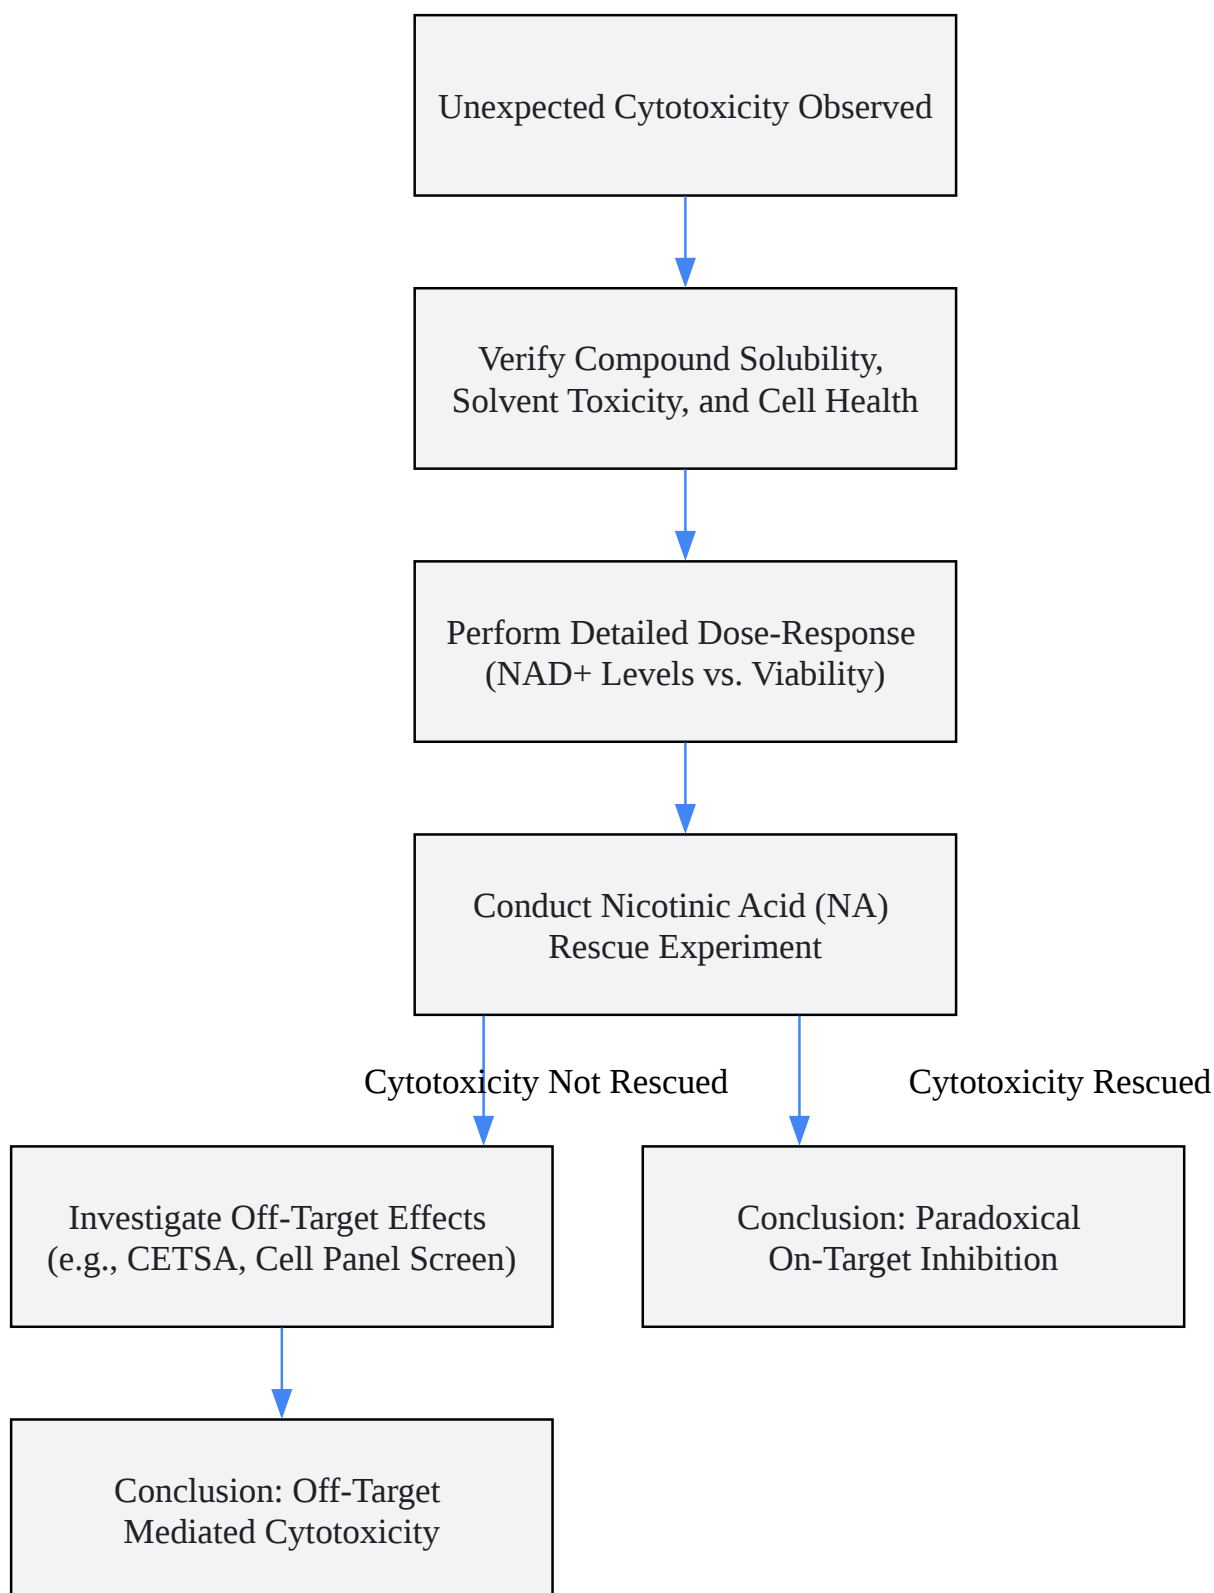 Unexpected Cytotoxicity Observed
Verify Compound Solubility,
Solvent Toxicity, and Cell Health
Perform Detailed Dose-Response
(NAD+ Levels vs. Viability)
Conduct Nicotinic Acid (NA)
Rescue Experiment
Cytotoxicity Not Rescued
Cytotoxicity Rescued
Investigate Off-Target Effects
(e.g., CETSA, Cell Panel Screen)
Conclusion: Paradoxical
On-Target Inhibition
Conclusion: Off-Target
Mediated Cytotoxicity